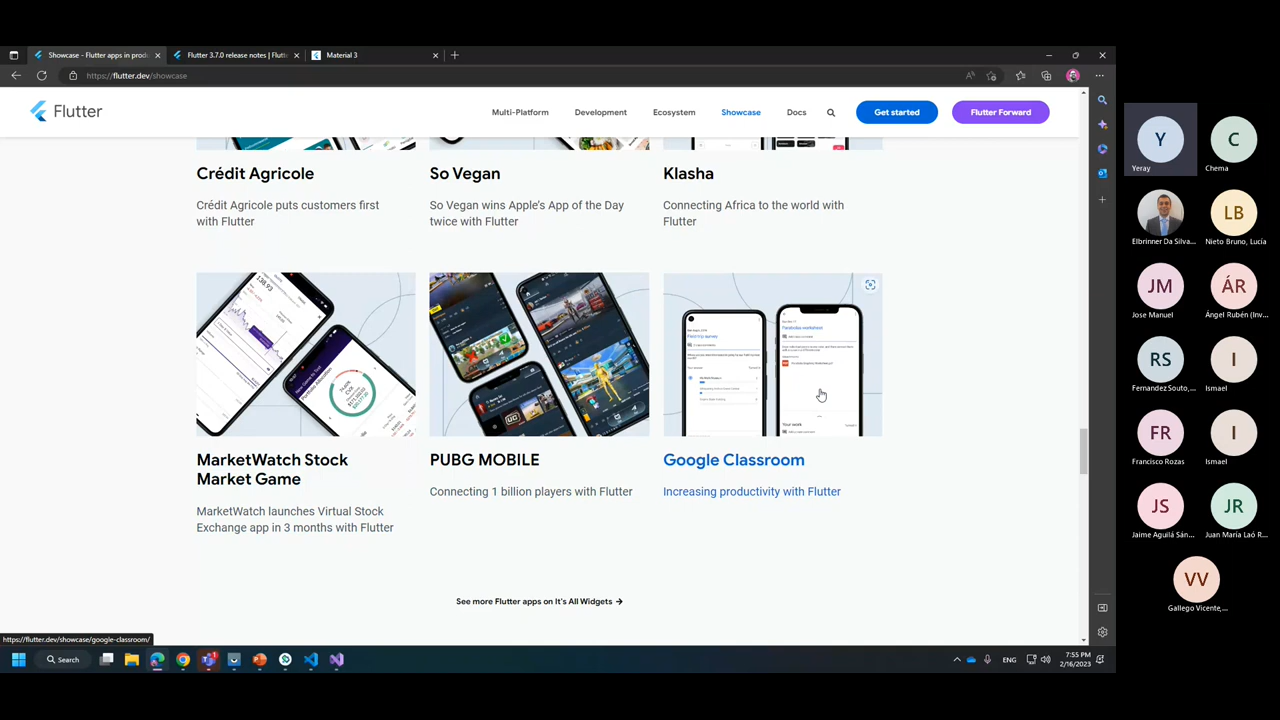 Showcase - Flutter apps in produ
Flutter 3.7.0 release notes | Flutt
Material 3
https://flutter.dev/showcase
Flutter
Multi-Platform
Development
Ecosystem
Showcase
Docs
Get started
Flutter Forward
Crédit Agricole
Crédit Agricole puts customers first
with Flutter
So Vegan
So Vegan wins Apple's App of the Day
twice with Flutter
Klasha
Connecting Africa to the world with
Flutter
138.93
Your work
MarketWatch Stock
Market Game
MarketWatch launches Virtual Stock
Exchange app in 3 months with Flutter
PUBG MOBILE
Connecting 1 billion players with Flutter
Google Classroom
Increasing productivity with Flutter
See more Flutter apps on It's All Widgets →
https://flutter.dev/showcase/google-classroom/
Search
ENG
7:55 PM
2/16/2023
Y
Yeray
C
Chema
Elbrinner Da Silva...
LB
Nieto Bruno, Lucía
JM
Jose Manuel
ÁR
Ángel Rubén (Inv...
RS
Fernandez Souto,...
I
Ismael
FR
Francisco Rozas
I
Ismael
JS
Jaime Aguilá Sán...
JR
Juan María Laó R...
VV
Gallego Vicente,...